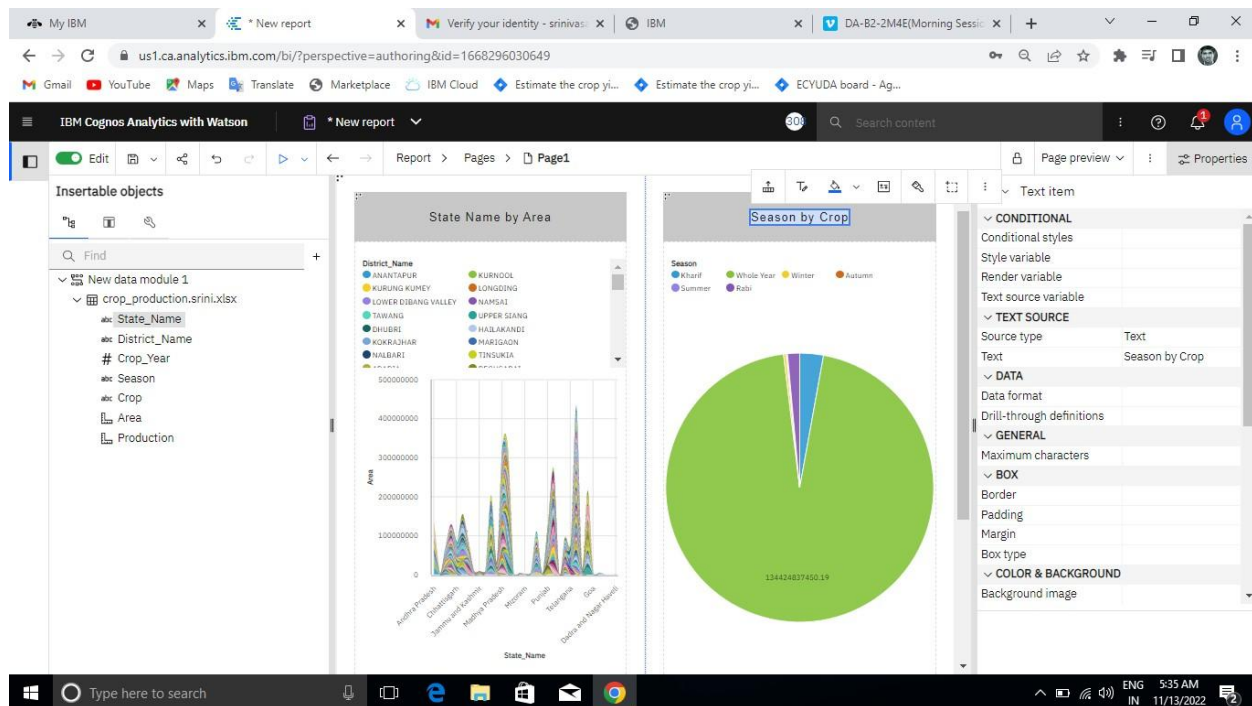 My IBM
* New report
Verify your identity - srinivas
IBM
DA-B2-2M4E(Morning Sessio
us1.ca.analytics.ibm.com/bi/?perspective=authoring&id=1668296030649
Gmail YouTube Maps Translate Marketplace IBM Cloud Estimate the crop yi... Estimate the crop yi... ECYUDA board - Ag...
IBM Cognos Analytics with Watson
* New report
Search content
1
Edit
Report > Pages > Page1
Page preview
Properties
Insertable objects
Find
New data module 1
crop_production.srini.xlsx
abc State_Name
abc District_Name
# Crop_Year
abc Season
abc Crop
Area
Production
State Name by Area
District_Name
ANANTAPUR KURNOOL
KURUNG KUMEY LONGDING
LOWER DIBANG VALLEY NAMSAI
TAWANG UPPER SIANG
DHUBRI HAILAKANDI
KOKRAJHAR MARIGAON
NALBARI TINSUKIA
500000000
400000000
300000000
200000000
100000000
0
Area
Andhra Pradesh
Chhattisgarh
Jammu and Kashmir
Madhya Pradesh
Mizoram
Punjab
Telangana
Goa
Dadra and Nagar Haveli
State_Name
Season by Crop
Season
Kharif Whole Year Winter Autumn
Summer Rabi
134424837450.19
Text item
CONDITIONAL
Conditional styles
Style variable
Render variable
Text source variable
TEXT SOURCE
Source type Text
Text Season by Crop
DATA
Data format
Drill-through definitions
GENERAL
Maximum characters
BOX
Border
Padding
Margin
Box type
COLOR & BACKGROUND
Background image
Type here to search
ENG
IN
5:35 AM
11/13/2022
2